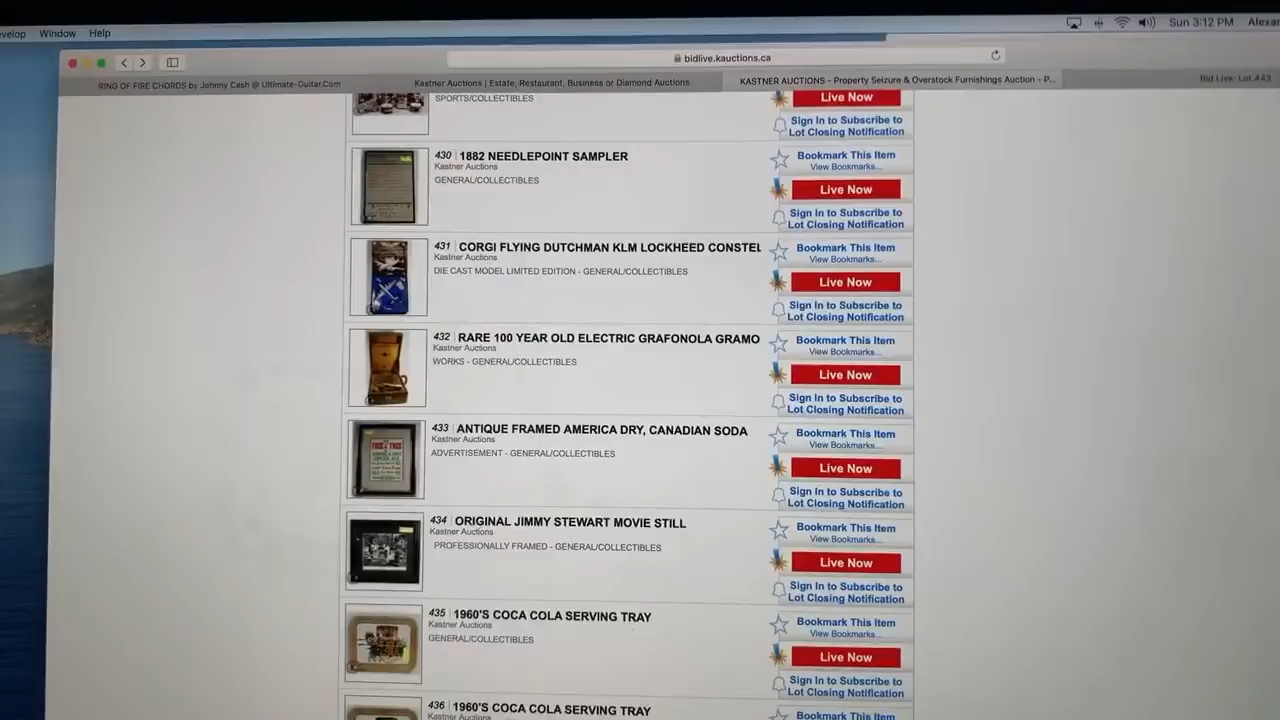 evelop Window Help
Sun 3:12 PM Alexan
bidlive.kauctions.ca
RING OF FIRE CHORDS by Johnny Cash @ Ultimate-Guitar.Com
Kastner Auctions | Estate, Restaurant, Business or Diamond Auctions
KASTNER AUCTIONS - Property Seizure & Overstock Furnishings Auction - P...
Bid Live: Lot #443
SPORTS/COLLECTIBLES
Live Now
Sign In to Subscribe to
Lot Closing Notification
430 1882 NEEDLEPOINT SAMPLER
Kastner Auctions
GENERAL/COLLECTIBLES
Bookmark This Item
View Bookmarks...
Live Now
Sign In to Subscribe to
Lot Closing Notification
431 CORGI FLYING DUTCHMAN KLM LOCKHEED CONSTEL
Kastner Auctions
DIE CAST MODEL LIMITED EDITION - GENERAL/COLLECTIBLES
Bookmark This Item
View Bookmarks...
Live Now
Sign In to Subscribe to
Lot Closing Notification
432 RARE 100 YEAR OLD ELECTRIC GRAFONOLA GRAMO
Kastner Auctions
WORKS - GENERAL/COLLECTIBLES
Bookmark This Item
View Bookmarks...
Live Now
Sign In to Subscribe to
Lot Closing Notification
433 ANTIQUE FRAMED AMERICA DRY, CANADIAN SODA
Kastner Auctions
ADVERTISEMENT - GENERAL/COLLECTIBLES
Bookmark This Item
View Bookmarks...
Live Now
Sign In to Subscribe to
Lot Closing Notification
434 ORIGINAL JIMMY STEWART MOVIE STILL
Kastner Auctions
PROFESSIONALLY FRAMED - GENERAL/COLLECTIBLES
Bookmark This Item
View Bookmarks...
Live Now
Sign In to Subscribe to
Lot Closing Notification
435 1960'S COCA COLA SERVING TRAY
Kastner Auctions
GENERAL/COLLECTIBLES
Bookmark This Item
View Bookmarks...
Live Now
Sign In to Subscribe to
Lot Closing Notification
436 1960'S COCA COLA SERVING TRAY
Kastner Auctions
Bookmark This Item